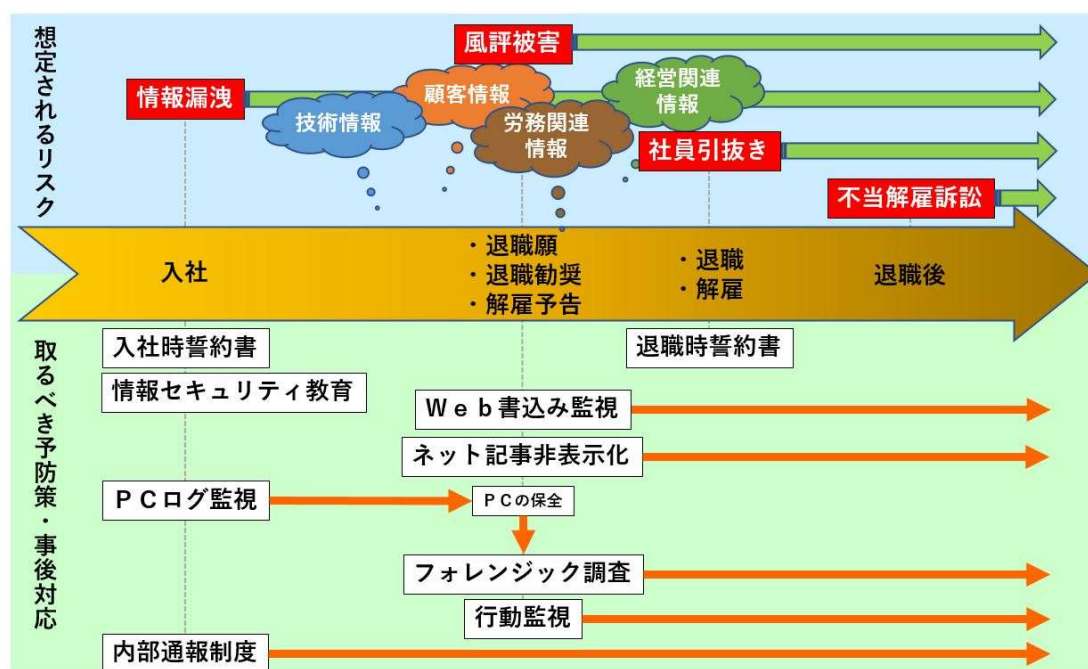 想定されるリスク
風評被害
情報漏洩
技術情報
顧客情報
労務関連
情報
経営関連
情報
社員引抜き
不当解雇訴訟
入社
・退職願
・退職勧奨
・解雇予告
・退職
・解雇
退職後
取るべき予防策・事後対応
入社時誓約書
退職時誓約書
情報セキュリティ教育
Ｗｅｂ書込み監視
ネット記事非表示化
ＰＣログ監視
ＰＣの保全
フォレンジック調査
行動監視
内部通報制度